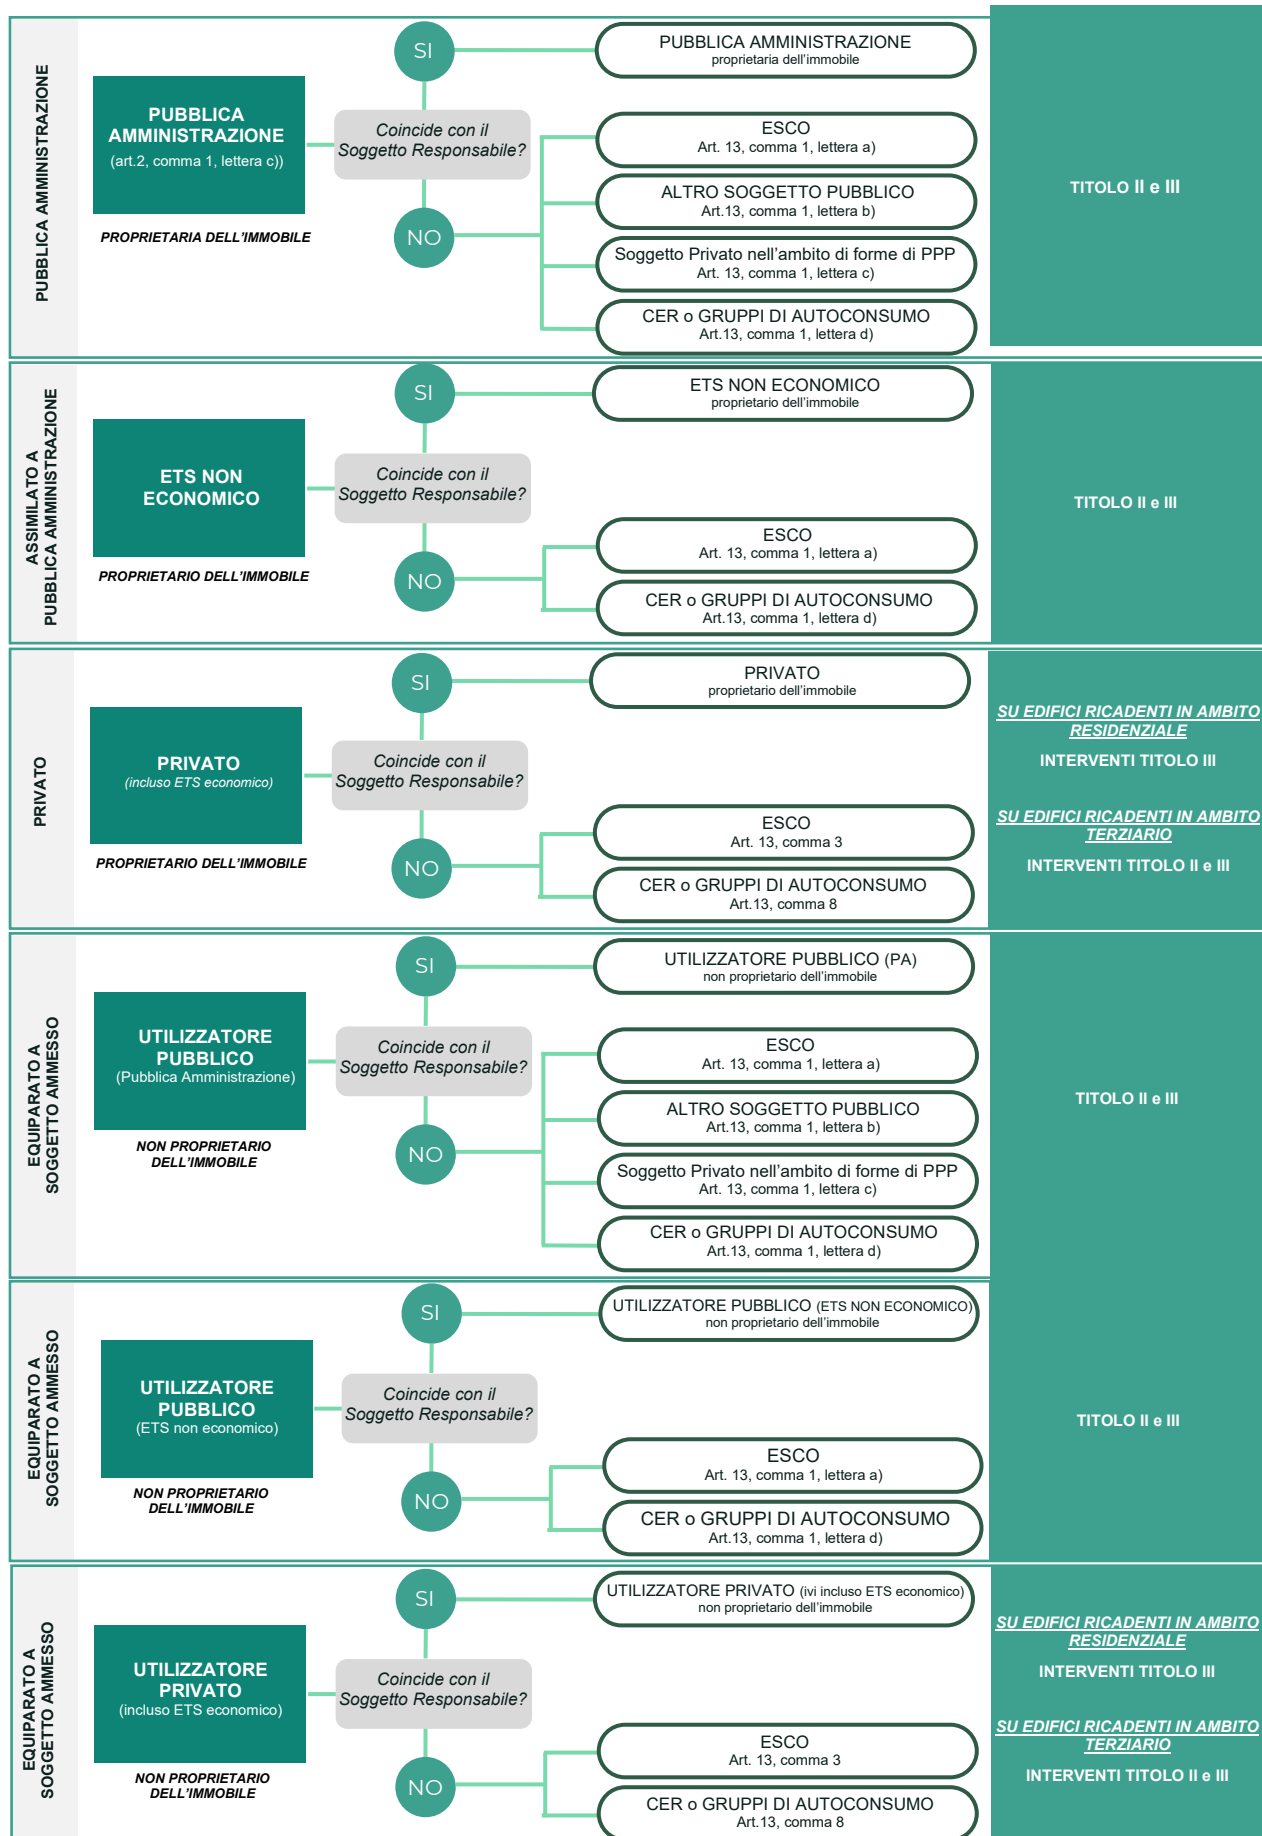 PUBBLICA AMMINISTRAZIONE
PUBBLICA
AMMINISTRAZIONE
(art.2, comma 1, lettera c))
PROPRIETARIA DELL'IMMOBILE
SI
Coincide con il
Soggetto Responsabile?
NO
PUBBLICA AMMINISTRAZIONE
proprietaria dell'immobile
ESCO
Art. 13, comma 1, lettera a)
ALTRO SOGGETTO PUBBLICO
Art.13, comma 1, lettera b)
Soggetto Privato nell'ambito di forme di PPP
Art. 13, comma 1, lettera c)
CER o GRUPPI DI AUTOCONSUMO
Art.13, comma 1, lettera d)
TITOLO II e III
ASSIMILATO A
PUBBLICA AMMINISTRAZIONE
ETS NON
ECONOMICO
PROPRIETARIO DELL'IMMOBILE
SI
Coincide con il
Soggetto Responsabile?
NO
ETS NON ECONOMICO
proprietario dell'immobile
ESCO
Art. 13, comma 1, lettera a)
CER o GRUPPI DI AUTOCONSUMO
Art.13, comma 1, lettera d)
TITOLO II e III
PRIVATO
PRIVATO
(incluso ETS economico)
PROPRIETARIO DELL'IMMOBILE
SI
Coincide con il
Soggetto Responsabile?
NO
PRIVATO
proprietario dell'immobile
ESCO
Art. 13, comma 3
CER o GRUPPI DI AUTOCONSUMO
Art.13, comma 8
SU EDIFICI RICADENTI IN AMBITO
RESIDENZIALE
INTERVENTI TITOLO III
SU EDIFICI RICADENTI IN AMBITO
TERZIARIO
INTERVENTI TITOLO II e III
EQUIPARATO A
SOGGETTO AMMESSO
UTILIZZATORE
PUBBLICO
(Pubblica Amministrazione)
NON PROPRIETARIO
DELL'IMMOBILE
SI
Coincide con il
Soggetto Responsabile?
NO
UTILIZZATORE PUBBLICO (PA)
non proprietario dell'immobile
ESCO
Art. 13, comma 1, lettera a)
ALTRO SOGGETTO PUBBLICO
Art.13, comma 1, lettera b)
Soggetto Privato nell'ambito di forme di PPP
Art. 13, comma 1, lettera c)
CER o GRUPPI DI AUTOCONSUMO
Art.13, comma 1, lettera d)
TITOLO II e III
EQUIPARATO A
SOGGETTO AMMESSO
UTILIZZATORE
PUBBLICO
(ETS non economico)
NON PROPRIETARIO
DELL'IMMOBILE
SI
Coincide con il
Soggetto Responsabile?
NO
UTILIZZATORE PUBBLICO (ETS NON ECONOMICO)
non proprietario dell'immobile
ESCO
Art. 13, comma 1, lettera a)
CER o GRUPPI DI AUTOCONSUMO
Art.13, comma 1, lettera d)
TITOLO II e III
EQUIPARATO A
SOGGETTO AMMESSO
UTILIZZATORE
PRIVATO
(incluso ETS economico)
NON PROPRIETARIO
DELL'IMMOBILE
SI
Coincide con il
Soggetto Responsabile?
NO
UTILIZZATORE PRIVATO (ivi incluso ETS economico)
non proprietario dell'immobile
ESCO
Art. 13, comma 3
CER o GRUPPI DI AUTOCONSUMO
Art.13, comma 8
SU EDIFICI RICADENTI IN AMBITO
RESIDENZIALE
INTERVENTI TITOLO III
SU EDIFICI RICADENTI IN AMBITO
TERZIARIO
INTERVENTI TITOLO II e III